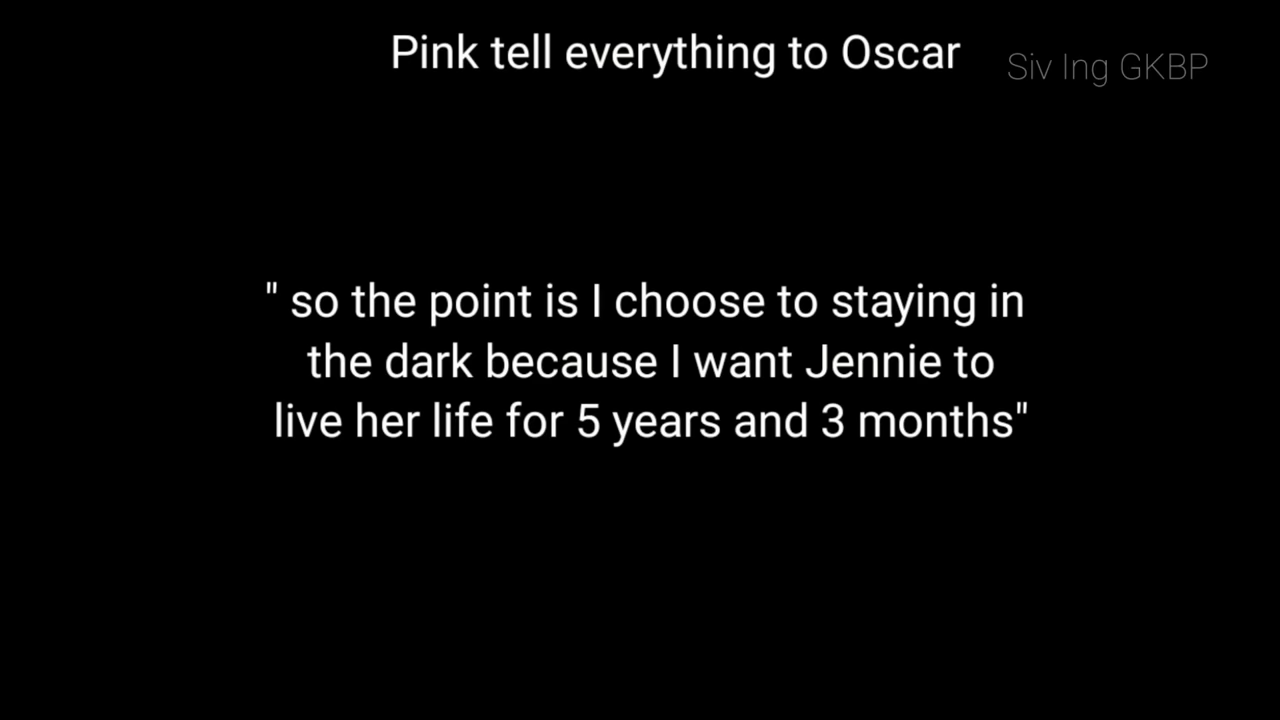 Pink tell everything to Oscar
Siv Ing GKBP
" so the point is I choose to staying in
the dark because I want Jennie to
live her life for 5 years and 3 months"